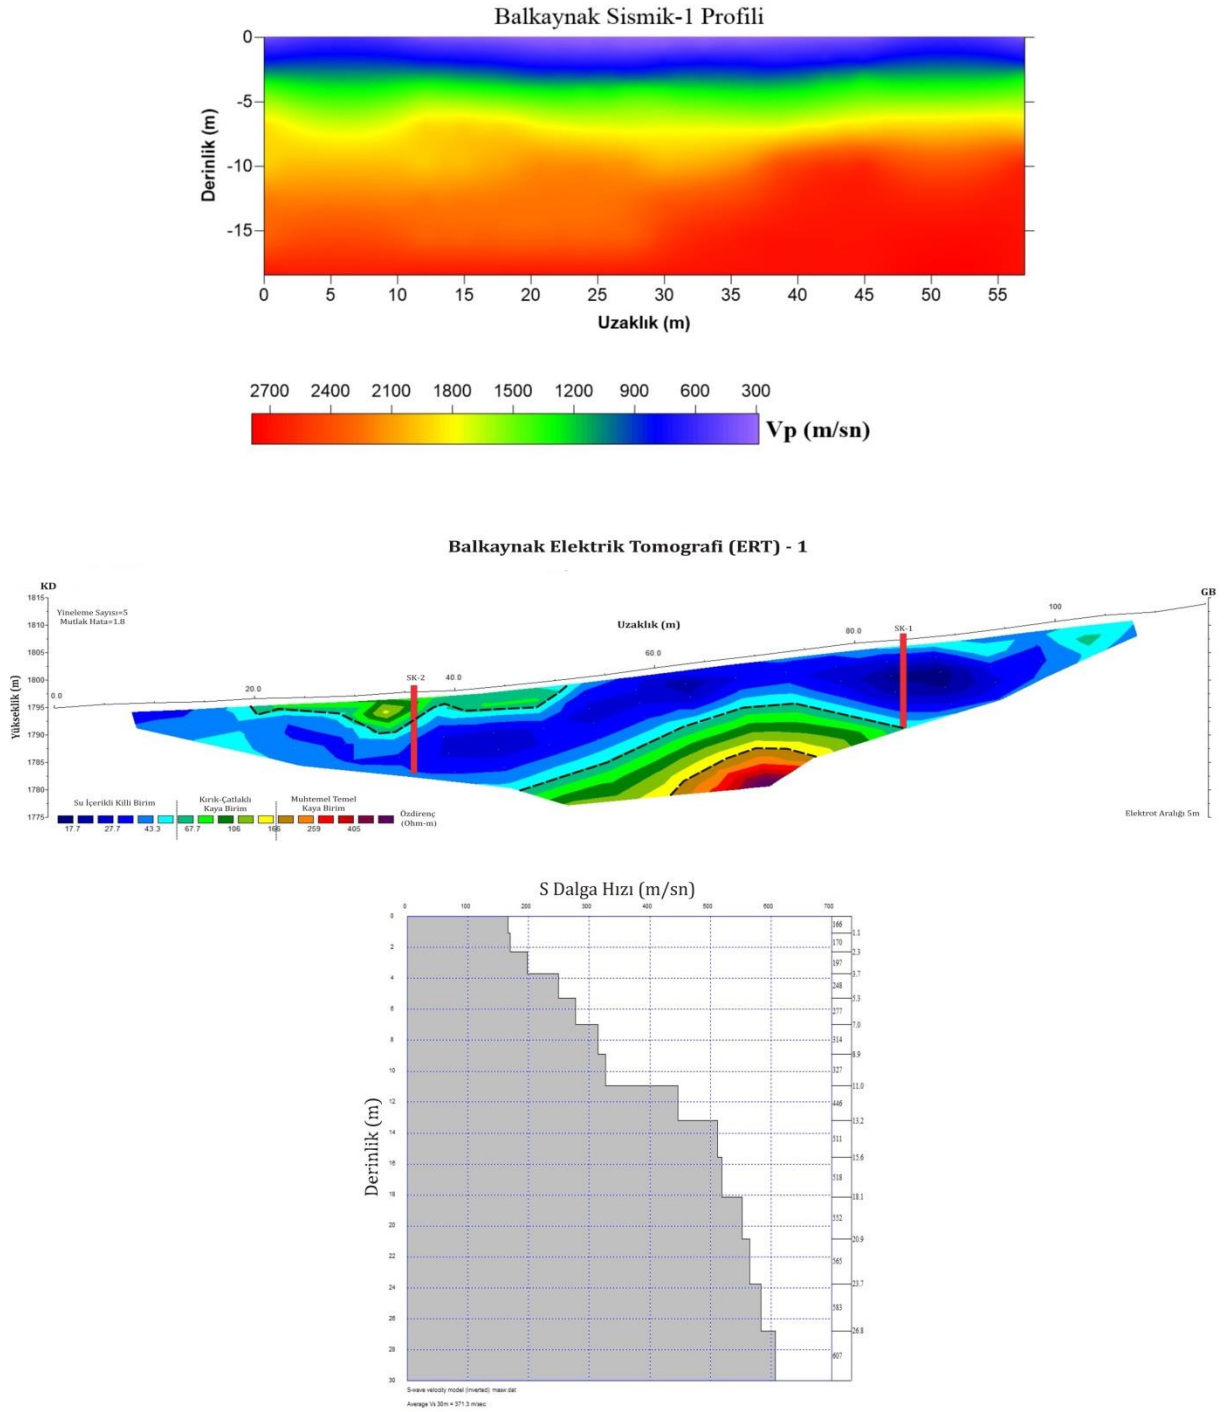 Balkaynak Sismik-1 Profili
0
-5
-10
-15
Derinlik (m)
0 5 10 15 20 25 30 35 40 45 50 55
Uzaklık (m)
2700 2400 2100 1800 1500 1200 900 600 300
Vp (m/sn)
Balkaynak Elektrik Tomografi (ERT) - 1
KD
GB
1815
1810
1805
1800
1795
1790
1785
1780
1775
Yükseklik (m)
Yineleme Sayısı=5
Mutlak Hata=1.8
Uzaklık (m)
0.0 20.0 40.0 60.0 80.0 100
SK-2
SK-1
Su İçerikli Killi Birim
Kırık-Çatlaklı
Kaya Birim
Muhtemel Temel
Kaya Birim
17.7 27.7 43.3 67.7 106 166 259 405
Özdirenç
(Ohm-m)
Elektrot Aralığı 5m
S Dalga Hızı (m/sn)
0 100 200 300 400 500 600 700
0
2
4
6
8
10
12
14
16
18
20
22
24
26
28
30
Derinlik (m)
166
1.1
170
2.3
197
3.7
248
5.3
277
7.0
314
8.9
327
11.0
446
13.2
511
15.6
518
18.1
552
20.9
565
23.7
583
26.8
607
S-wave velocity model (inverted): masw.dat
Average Vs 30m = 371.3 m/sec